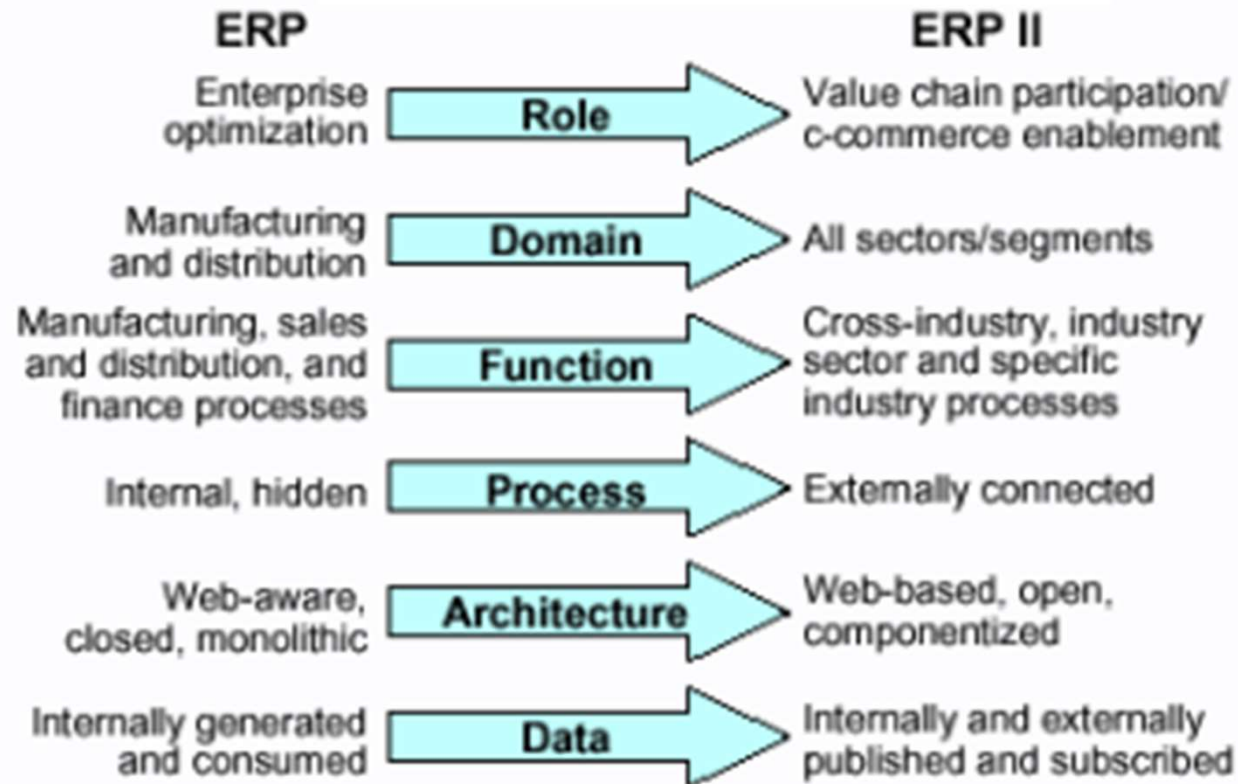 ERP
ERP II
Enterprise
optimization
Role
Value chain participation/
c-commerce enablement
Manufacturing
and distribution
Domain
All sectors/segments
Manufacturing, sales
and distribution, and
finance processes
Function
Cross-industry, industry
sector and specific
industry processes
Internal, hidden
Process
Externally connected
Web-aware,
closed, monolithic
Architecture
Web-based, open,
componentized
Internally generated
and consumed
Data
Internally and externally
published and subscribed